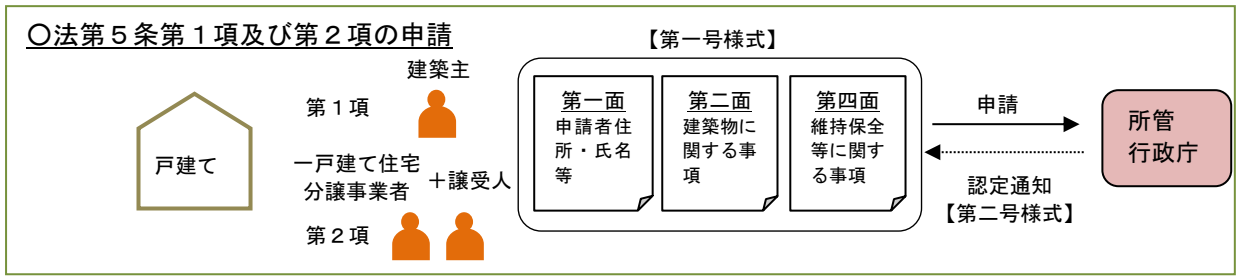 〇法第５条第１項及び第２項の申請
戸建て
建築主
第１項
一戸建て住宅
分譲事業者
＋譲受人
第２項
【第一号様式】
第一面
申請者住
所・氏名
等
第二面
建築物に
関する事
項
第四面
維持保全
等に関す
る事項
申請
認定通知
【第二号様式】
所管
行政庁